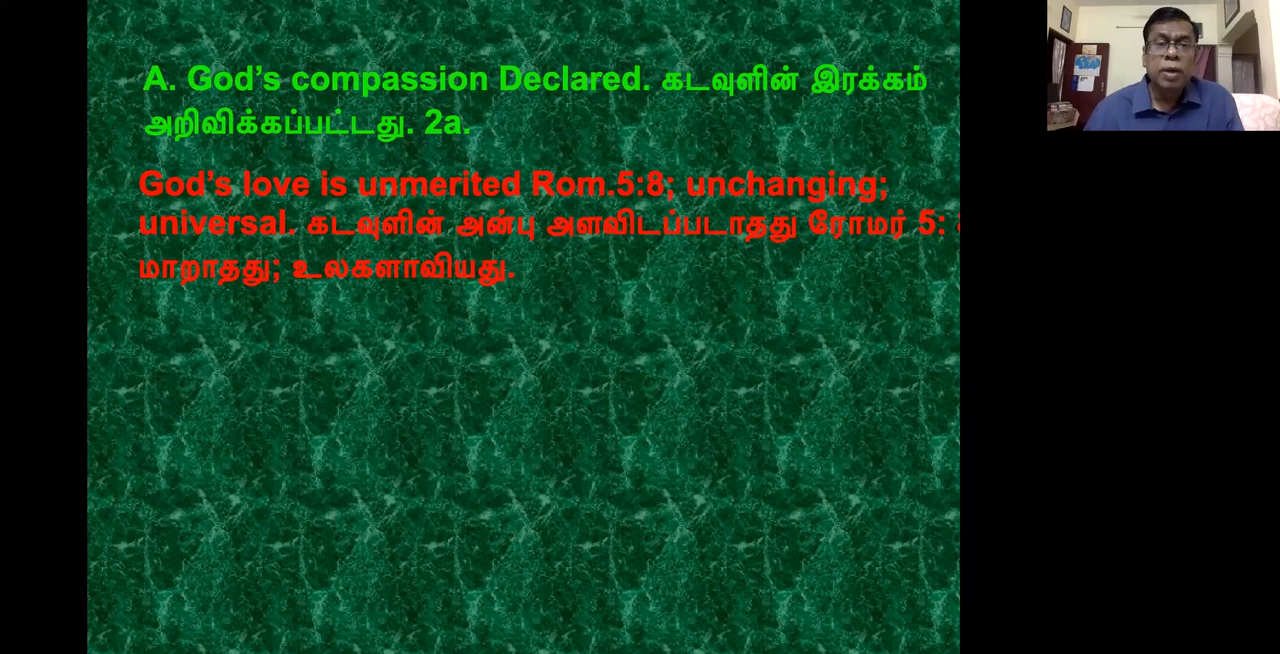 A. God’s compassion Declared. கடவுளின் இரக்கம்
அறிவிக்கப்பட்டது. 2a.
God’s love is unmerited Rom.5:8; unchanging;
universal. கடவுளின் அன்பு அளவிடப்படாதது ரோமர் 5:
மாறாதது; உலகளாவியது.